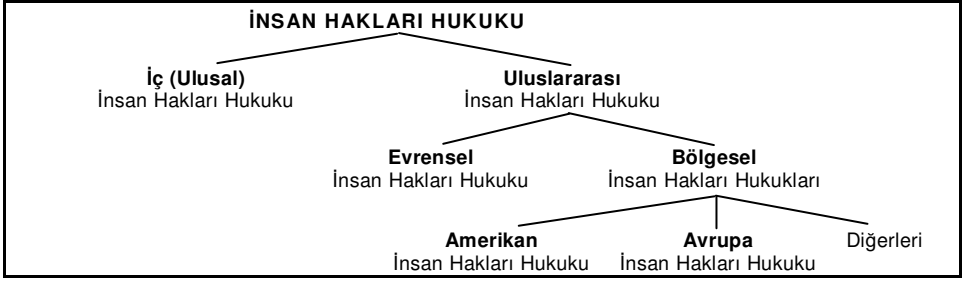 İNSAN HAKLARI HUKUKU
İç (Ulusal)
İnsan Hakları Hukuku
Uluslararası
İnsan Hakları Hukuku
Evrensel
İnsan Hakları Hukuku
Bölgesel
İnsan Hakları Hukukları
Amerikan
İnsan Hakları Hukuku
Avrupa
İnsan Hakları Hukuku
Diğerleri